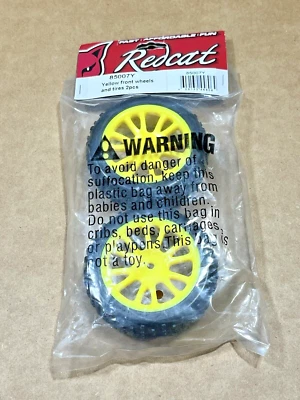 FAST · AFFORDABLE · FUN
Redcat
85007Y
Yellow front wheels
and tires 2pcs
85007Y
WARNING
To avoid danger of
suffocation, keep this
plastic bag away from
babies and children.
Do not use this bag in
cribs, beds, carriages,
or playpens. This bag is
not a toy.